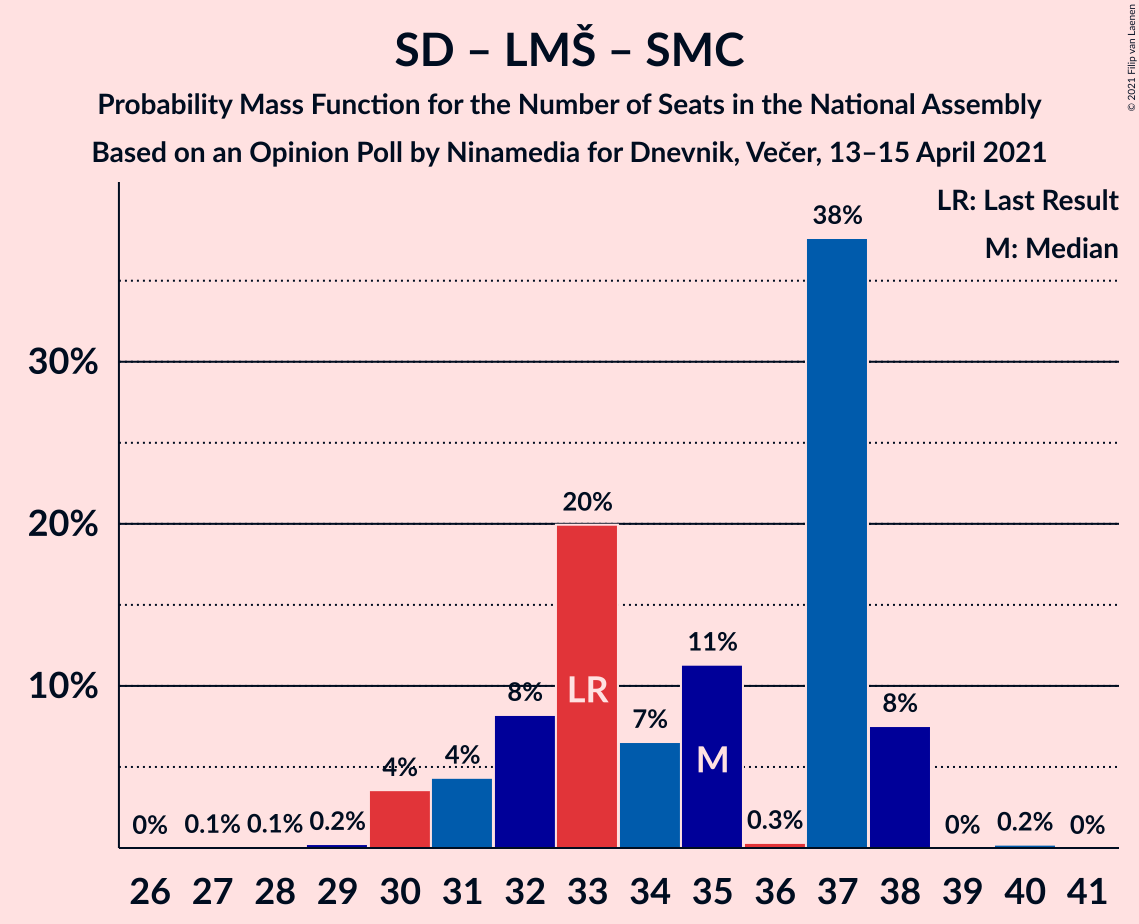 SD – LMŠ – SMC
Probability Mass Function for the Number of Seats in the National Assembly
Based on an Opinion Poll by Ninamedia for Dnevnik, Večer, 13–15 April 2021
© 2021 Filip van Laenen
LR: Last Result
M: Median
38%
30%
20%
20%
11%
10%
8%
LR
7%
8%
4%
4%
M
0%
0.1%
0.1%
0.2%
0.3%
0%
0.2%
0%
26 27 28 29 30 31 32 33 34 35 36 37 38 39 40 41